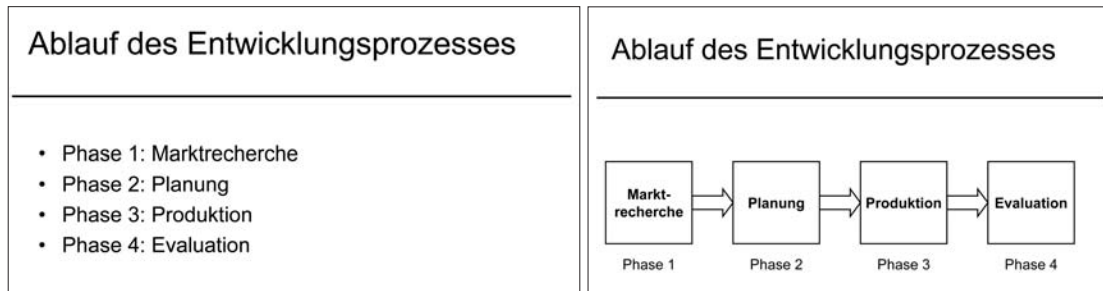 Ablauf des Entwicklungsprozesses
• Phase 1: Marktrecherche
• Phase 2: Planung
• Phase 3: Produktion
• Phase 4: Evaluation
Ablauf des Entwicklungsprozesses
Markt-
recherche
Planung
Produktion
Evaluation
Phase 1
Phase 2
Phase 3
Phase 4